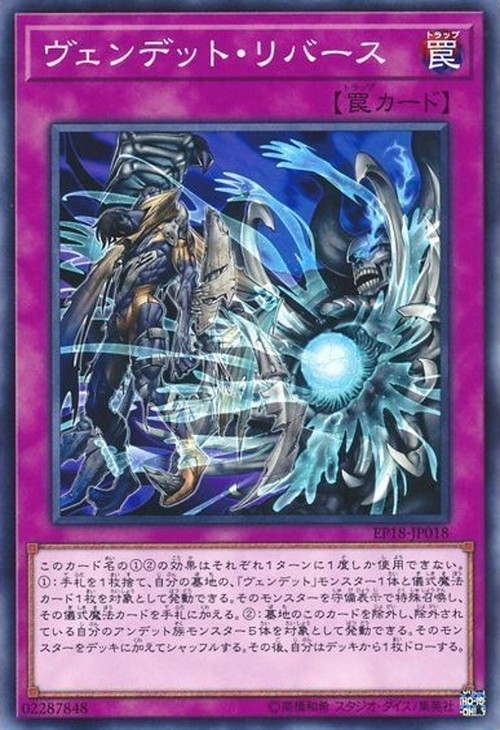 ヴェンデット・リバース
トラップ
罠
トラップ
【罠カード】
EP18-JP018
このカード名の①②の効果はそれぞれ1ターンに1度しか使用できない。
①:手札を1枚捨て、自分の墓地の、「ヴェンデット」モンスター1体と儀式魔法
カード1枚を対象として発動できる。そのモンスターを守備表示で特殊召喚し、
その儀式魔法カードを手札に加える。②:墓地のこのカードを除外し、除外され
ている自分のアンデット族モンスター5体を対象として発動できる。そのモン
スターをデッキに加えてシャッフルする。その後、自分はデッキから1枚ドローする。
02287848
©高橋和希 スタジオ・ダイス/集英社